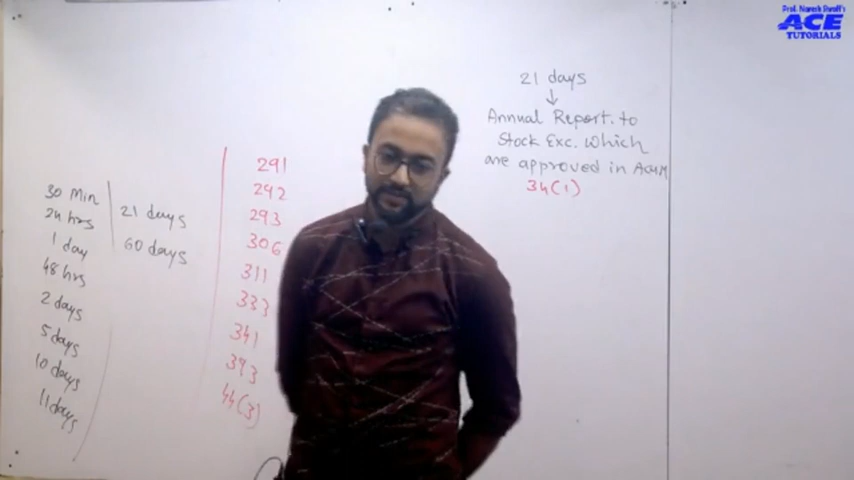 Prof. Naresh Shroff's
ACE
TUTORIALS
21 days
↓
Annual Report. to
Stock Exc. which
are approved in AGM
34(1)
30 Min
24 hrs
1 day
48 hrs
2 days
5 days
10 days
11 days
21 days
60 days
291
292
293
306
311
333
341
393
44(3)